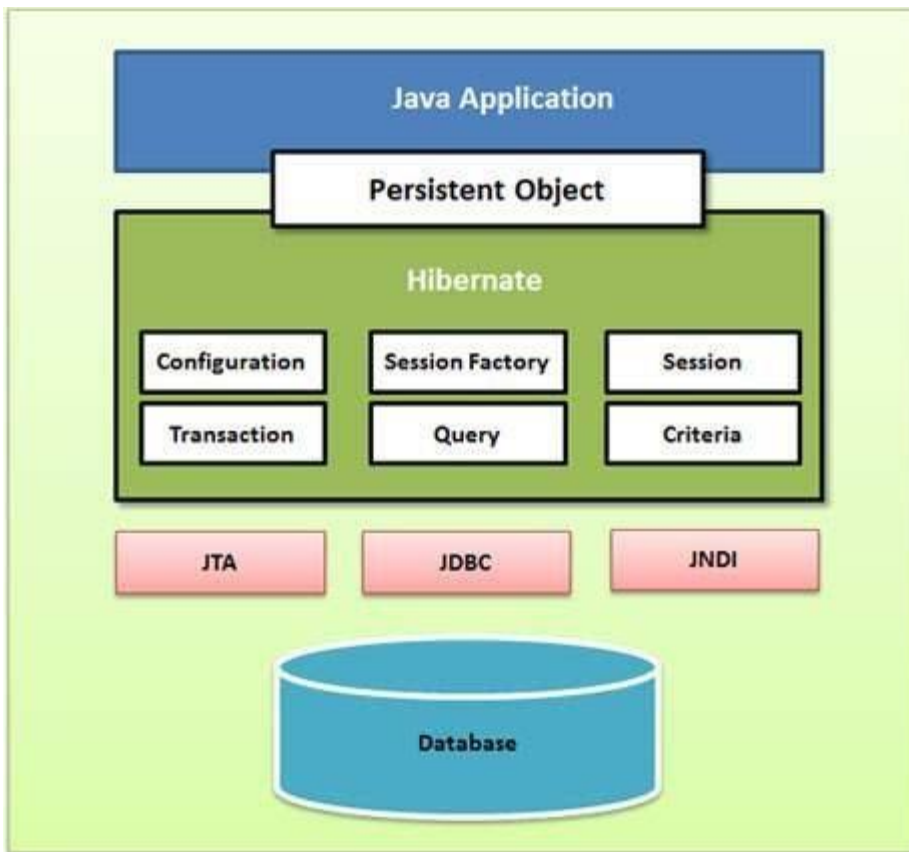 Java Application
Persistent Object
Hibernate
Configuration
Session Factory
Session
Transaction
Query
Criteria
JTA
JDBC
JNDI
Database